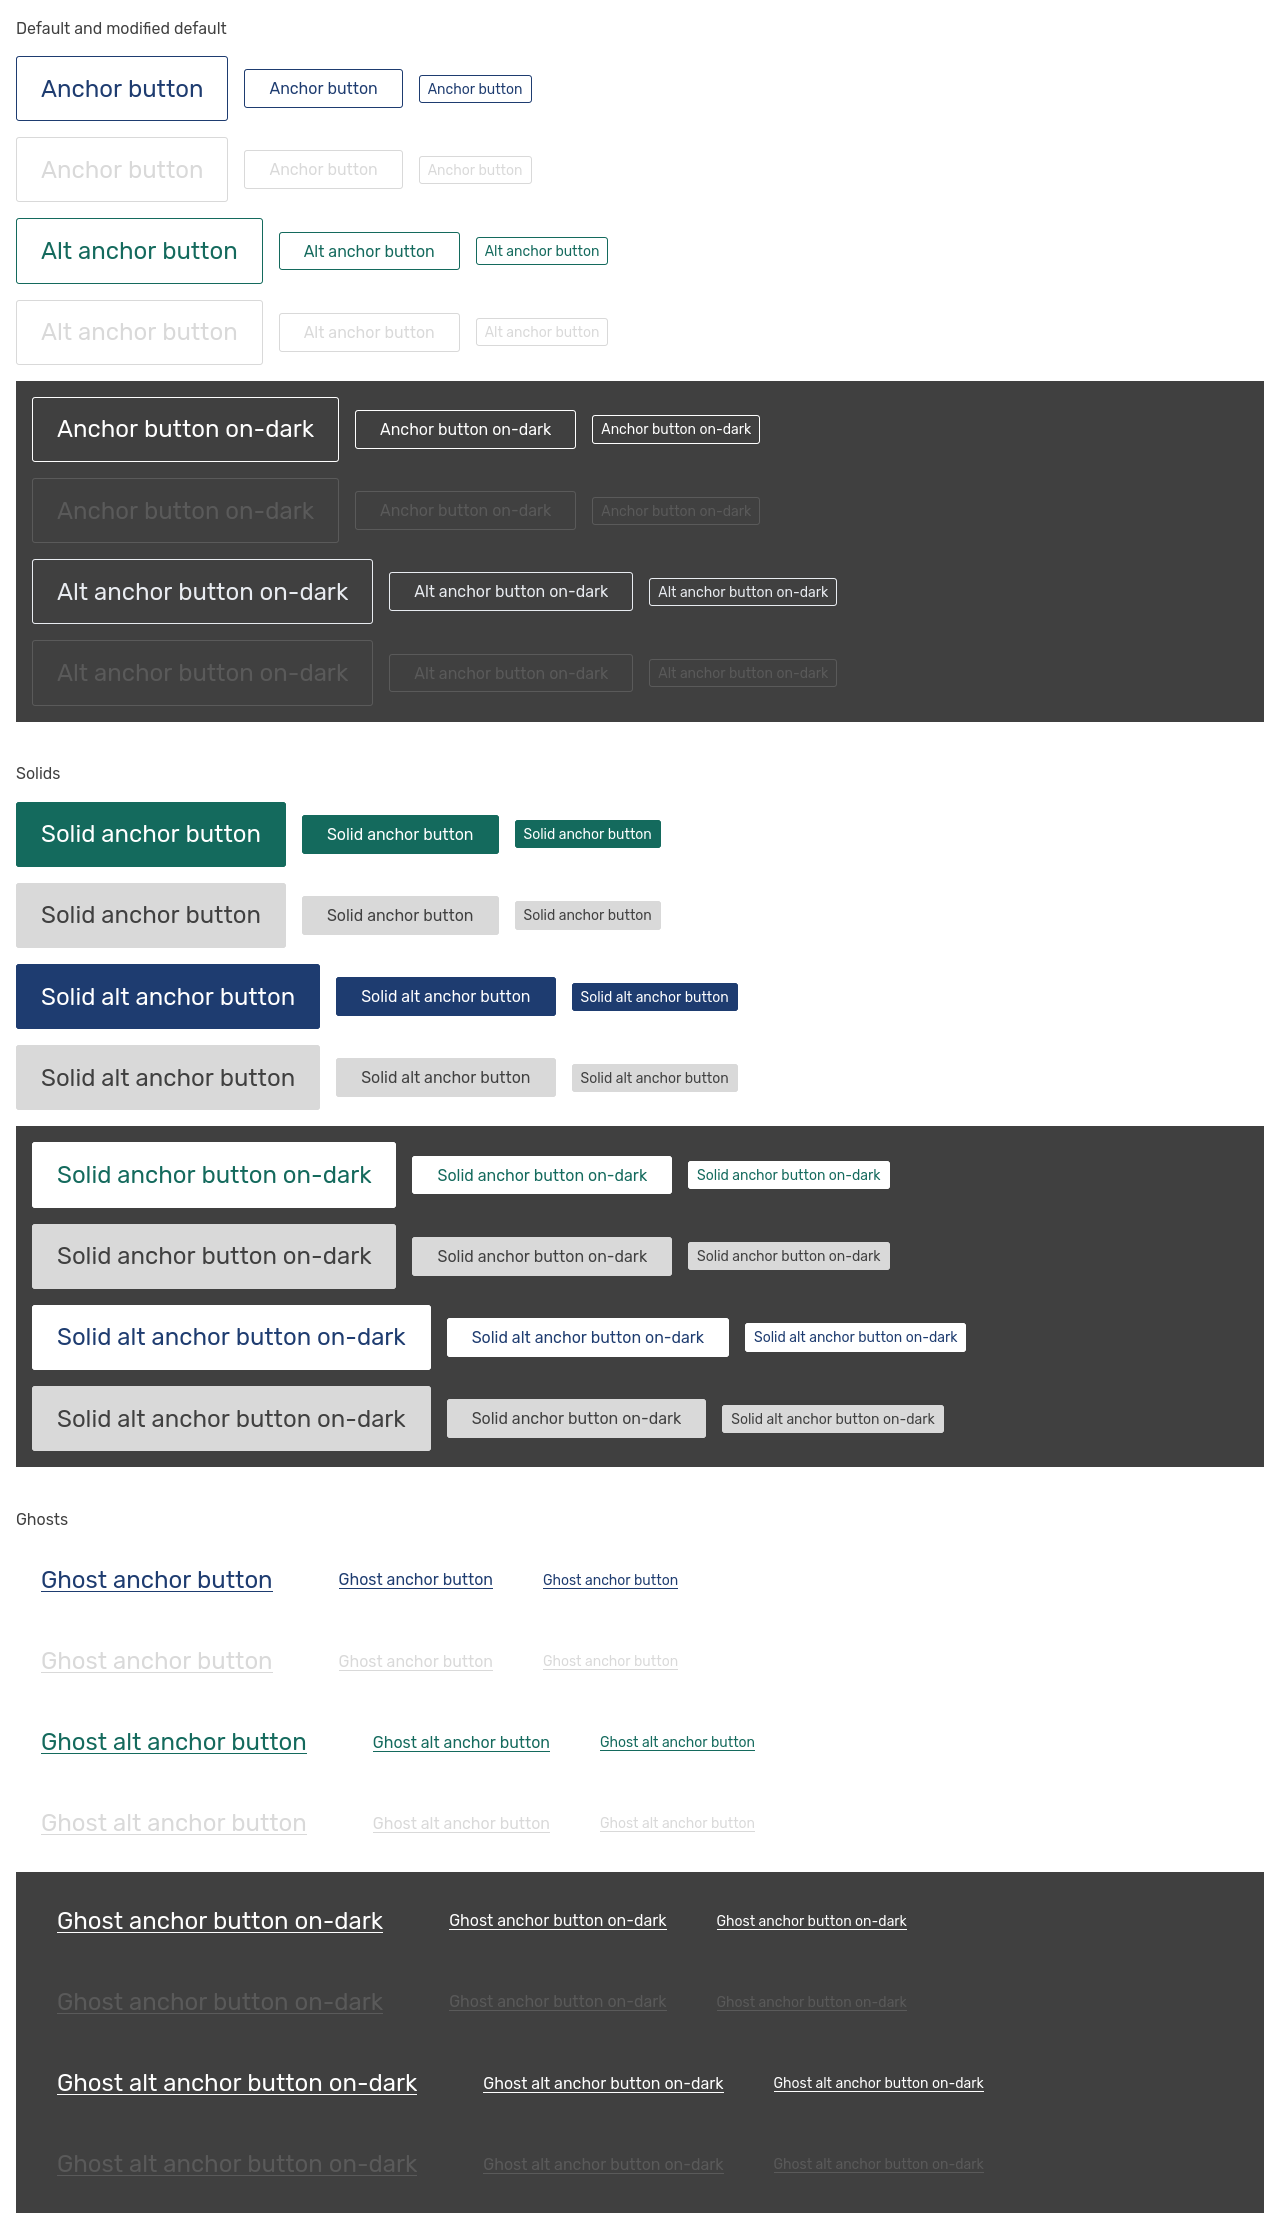 Default and modified default
Anchor button Anchor button Anchor button
Anchor button Anchor button Anchor button
Alt anchor button Alt anchor button Alt anchor button
Alt anchor button Alt anchor button Alt anchor button
Anchor button on-dark Anchor button on-dark Anchor button on-dark
Anchor button on-dark Anchor button on-dark Anchor button on-dark
Alt anchor button on-dark Alt anchor button on-dark Alt anchor button on-dark
Alt anchor button on-dark Alt anchor button on-dark Alt anchor button on-dark
Solids
Solid anchor button Solid anchor button Solid anchor button
Solid anchor button Solid anchor button Solid anchor button
Solid alt anchor button Solid alt anchor button Solid alt anchor button
Solid alt anchor button Solid alt anchor button Solid alt anchor button
Solid anchor button on-dark Solid anchor button on-dark Solid anchor button on-dark
Solid anchor button on-dark Solid anchor button on-dark Solid anchor button on-dark
Solid alt anchor button on-dark Solid alt anchor button on-dark Solid alt anchor button on-dark
Solid alt anchor button on-dark Solid anchor button on-dark Solid alt anchor button on-dark
Ghosts
Ghost anchor button Ghost anchor button Ghost anchor button
Ghost anchor button Ghost anchor button Ghost anchor button
Ghost alt anchor button Ghost alt anchor button Ghost alt anchor button
Ghost alt anchor button Ghost alt anchor button Ghost alt anchor button
Ghost anchor button on-dark Ghost anchor button on-dark Ghost anchor button on-dark
Ghost anchor button on-dark Ghost anchor button on-dark Ghost anchor button on-dark
Ghost alt anchor button on-dark Ghost alt anchor button on-dark Ghost alt anchor button on-dark
Ghost alt anchor button on-dark Ghost alt anchor button on-dark Ghost alt anchor button on-dark